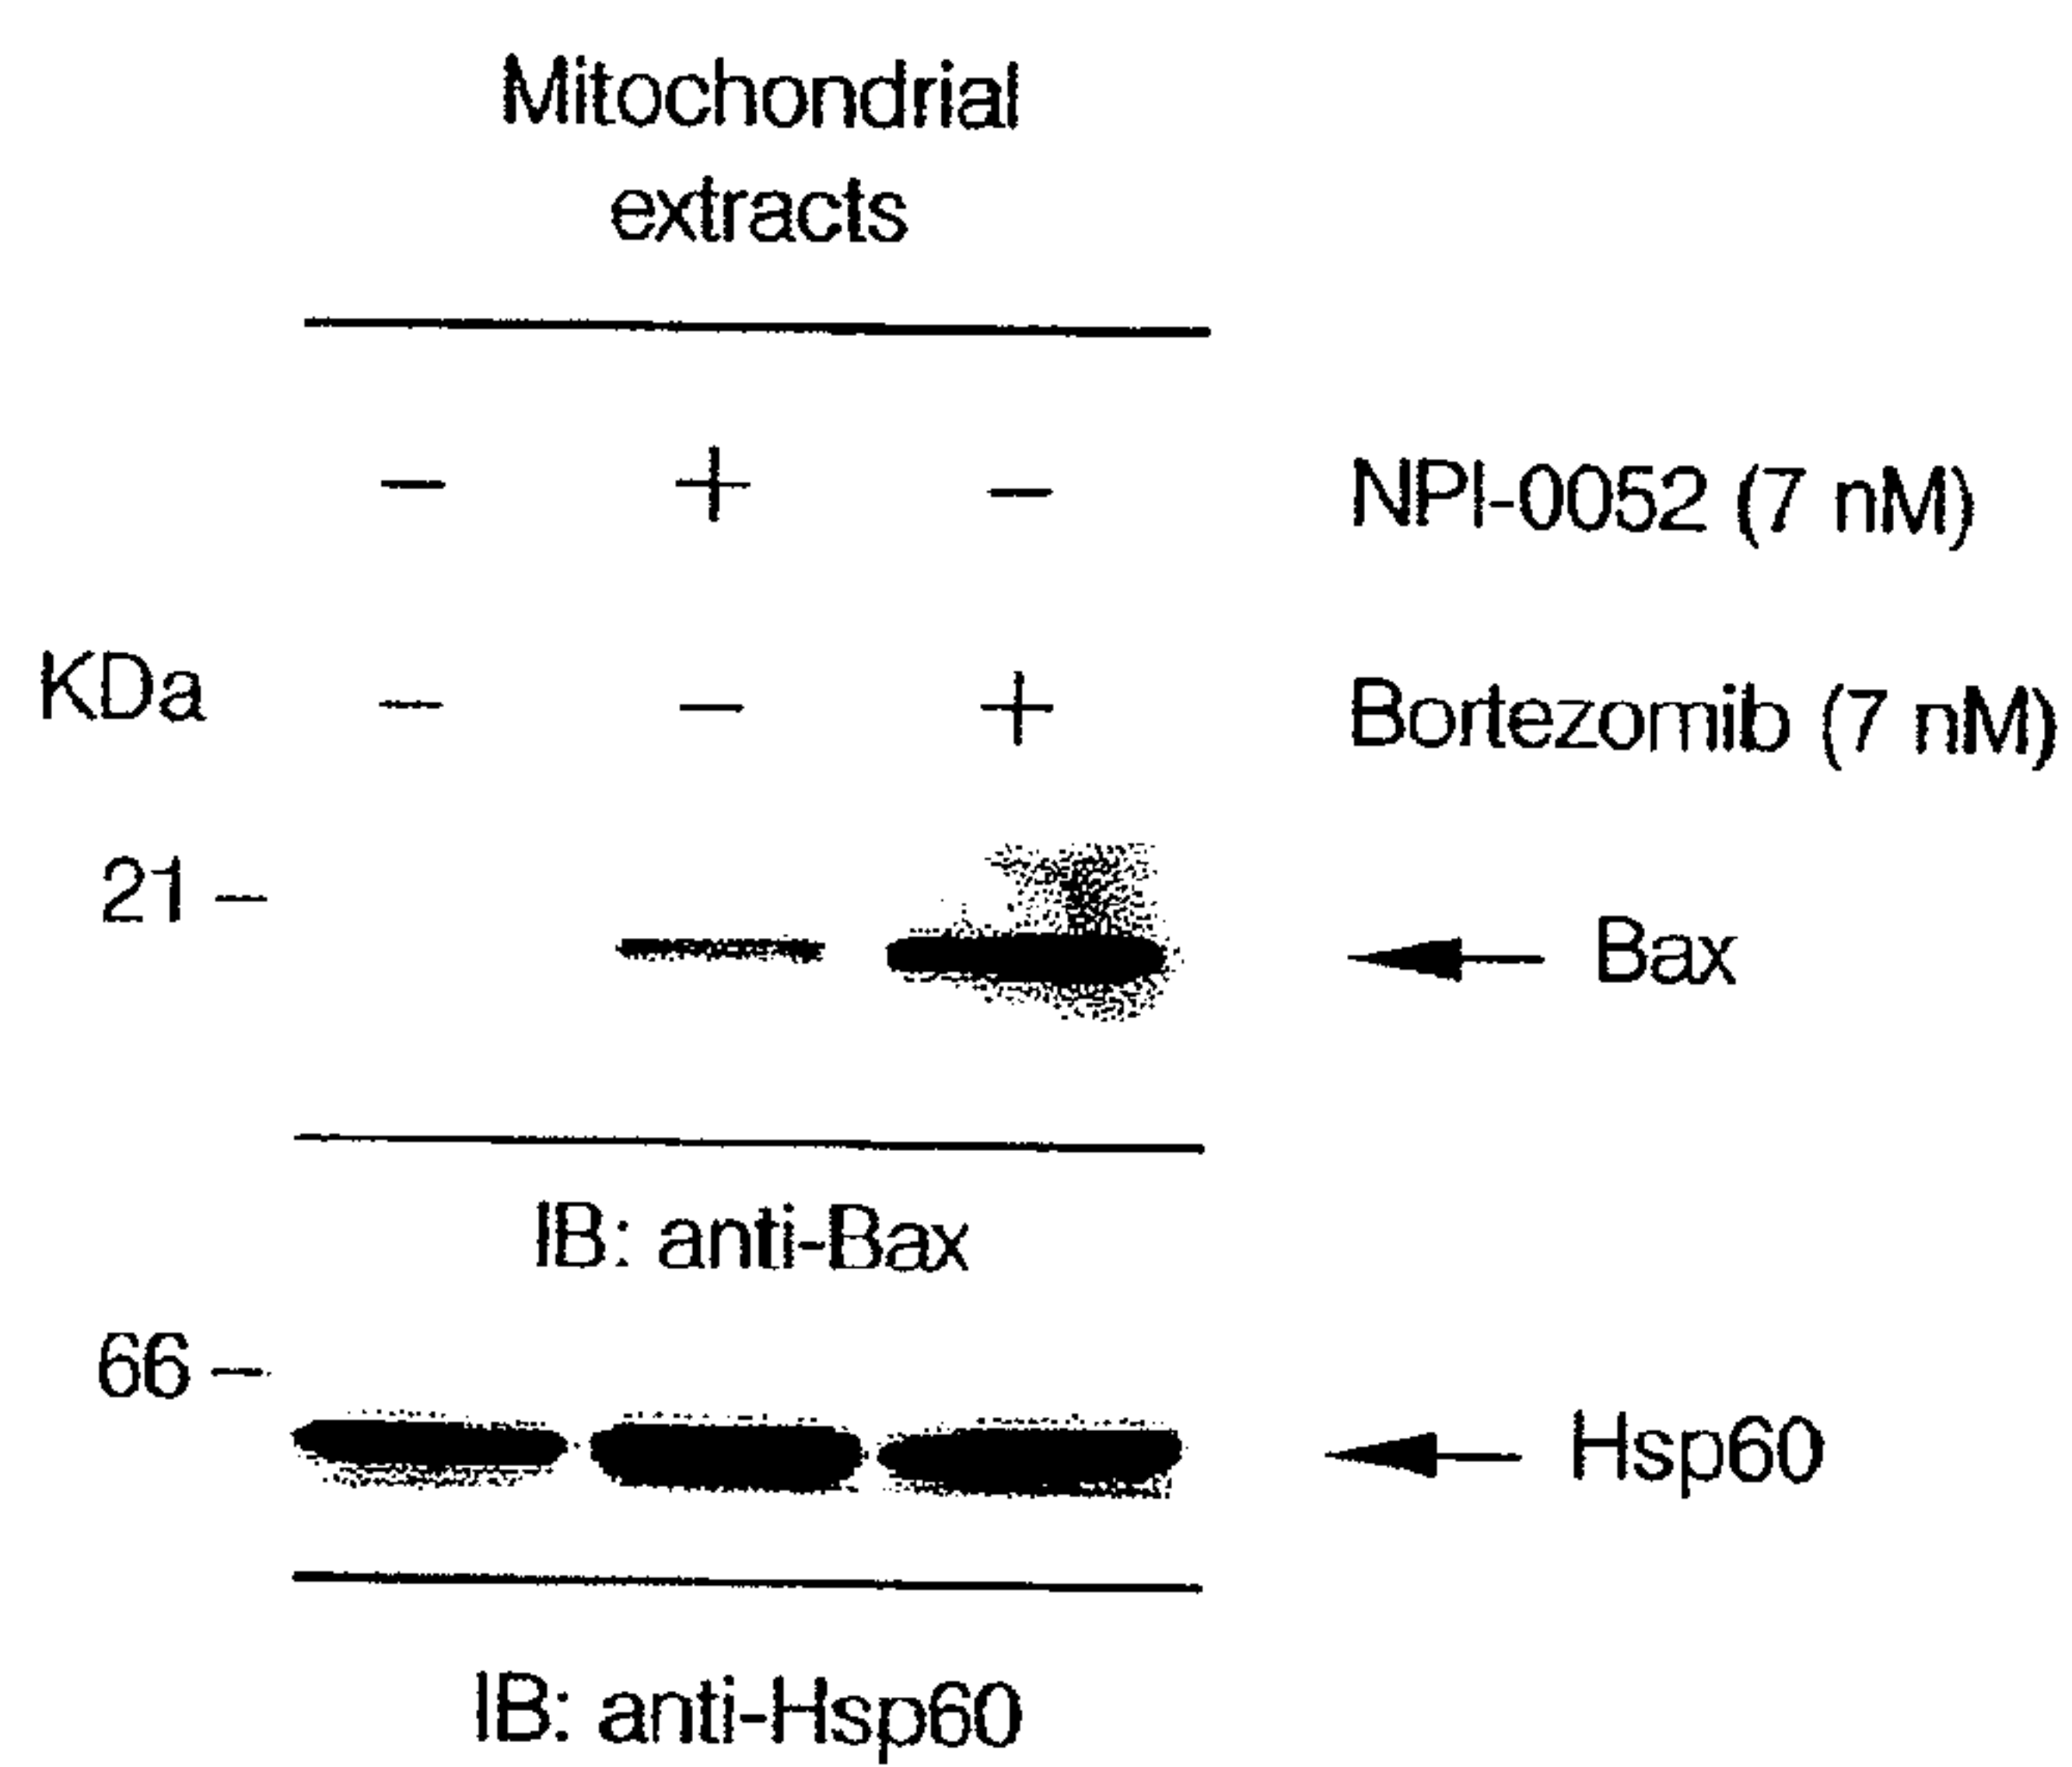 Mitochondrial
extracts
− + − NPI-0052 (7 nM)
KDa − − + Bortezomib (7 nM)
21 −
Bax
IB: anti-Bax
66 −
Hsp60
IB: anti-Hsp60